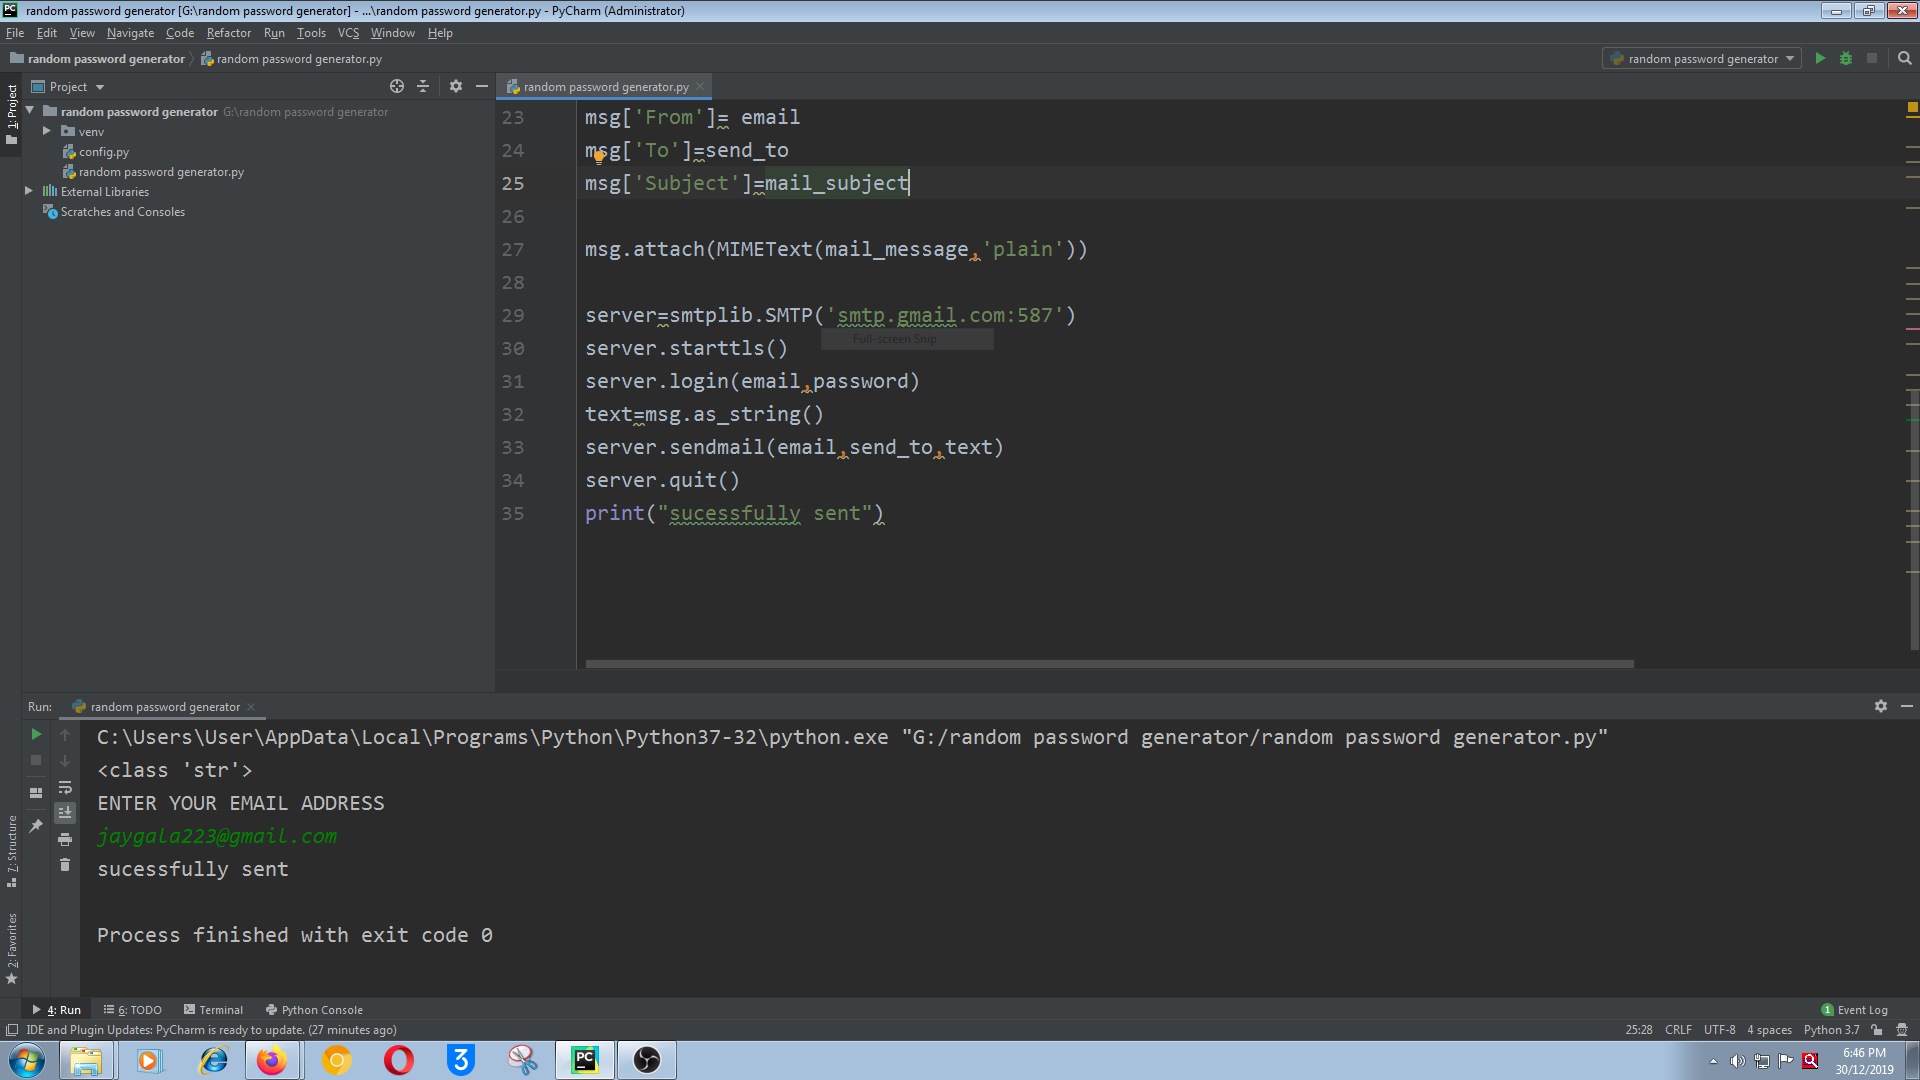 random password generator [G:\random password generator] - ...\random password generator.py - PyCharm (Administrator)
File Edit View Navigate Code Refactor Run Tools VCS Window Help
random password generator random password generator.py random password generator
1: Project
Project
random password generator.py
random password generator G:\random password generator
venv
config.py
random password generator.py
External Libraries
Scratches and Consoles
23 msg['From']= email
24 msg['To']=send_to
25 msg['Subject']=mail_subject
26
27 msg.attach(MIMEText(mail_message,'plain'))
28
29 server=smtplib.SMTP('smtp.gmail.com:587')
Full-screen Snip
30 server.starttls()
31 server.login(email,password)
32 text=msg.as_string()
33 server.sendmail(email,send_to,text)
34 server.quit()
35 print("sucessfully sent")
Run: random password generator
C:\Users\User\AppData\Local\Programs\Python\Python37-32\python.exe "G:/random password generator/random password generator.py"
<class 'str'>
ENTER YOUR EMAIL ADDRESS
jaygala223@gmail.com
sucessfully sent
Process finished with exit code 0
7: Structure
2: Favorites
4: Run 6: TODO Terminal Python Console 1 Event Log
IDE and Plugin Updates: PyCharm is ready to update. (27 minutes ago) 25:28 CRLF UTF-8 4 spaces Python 3.7
6:46 PM
30/12/2019